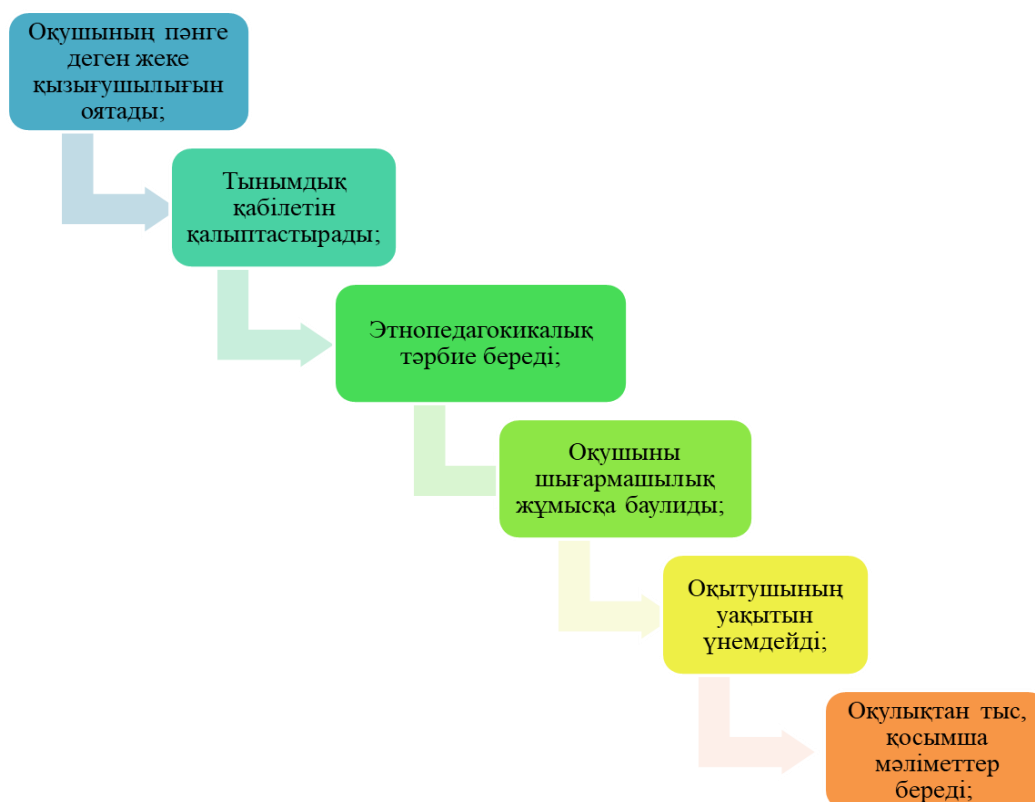 Оқушының пәнге
деген жеке
қызығушылығын
оятады;
Тынымдық
қабілетін
қалыптастырады;
Этнопедагокикалық
тәрбие береді;
Оқушыны
шығармашылық
жұмысқа баулиды;
Оқытушының
уақытын
үнемдейді;
Оқулықтан тыс,
қосымша
мәліметтер
береді;